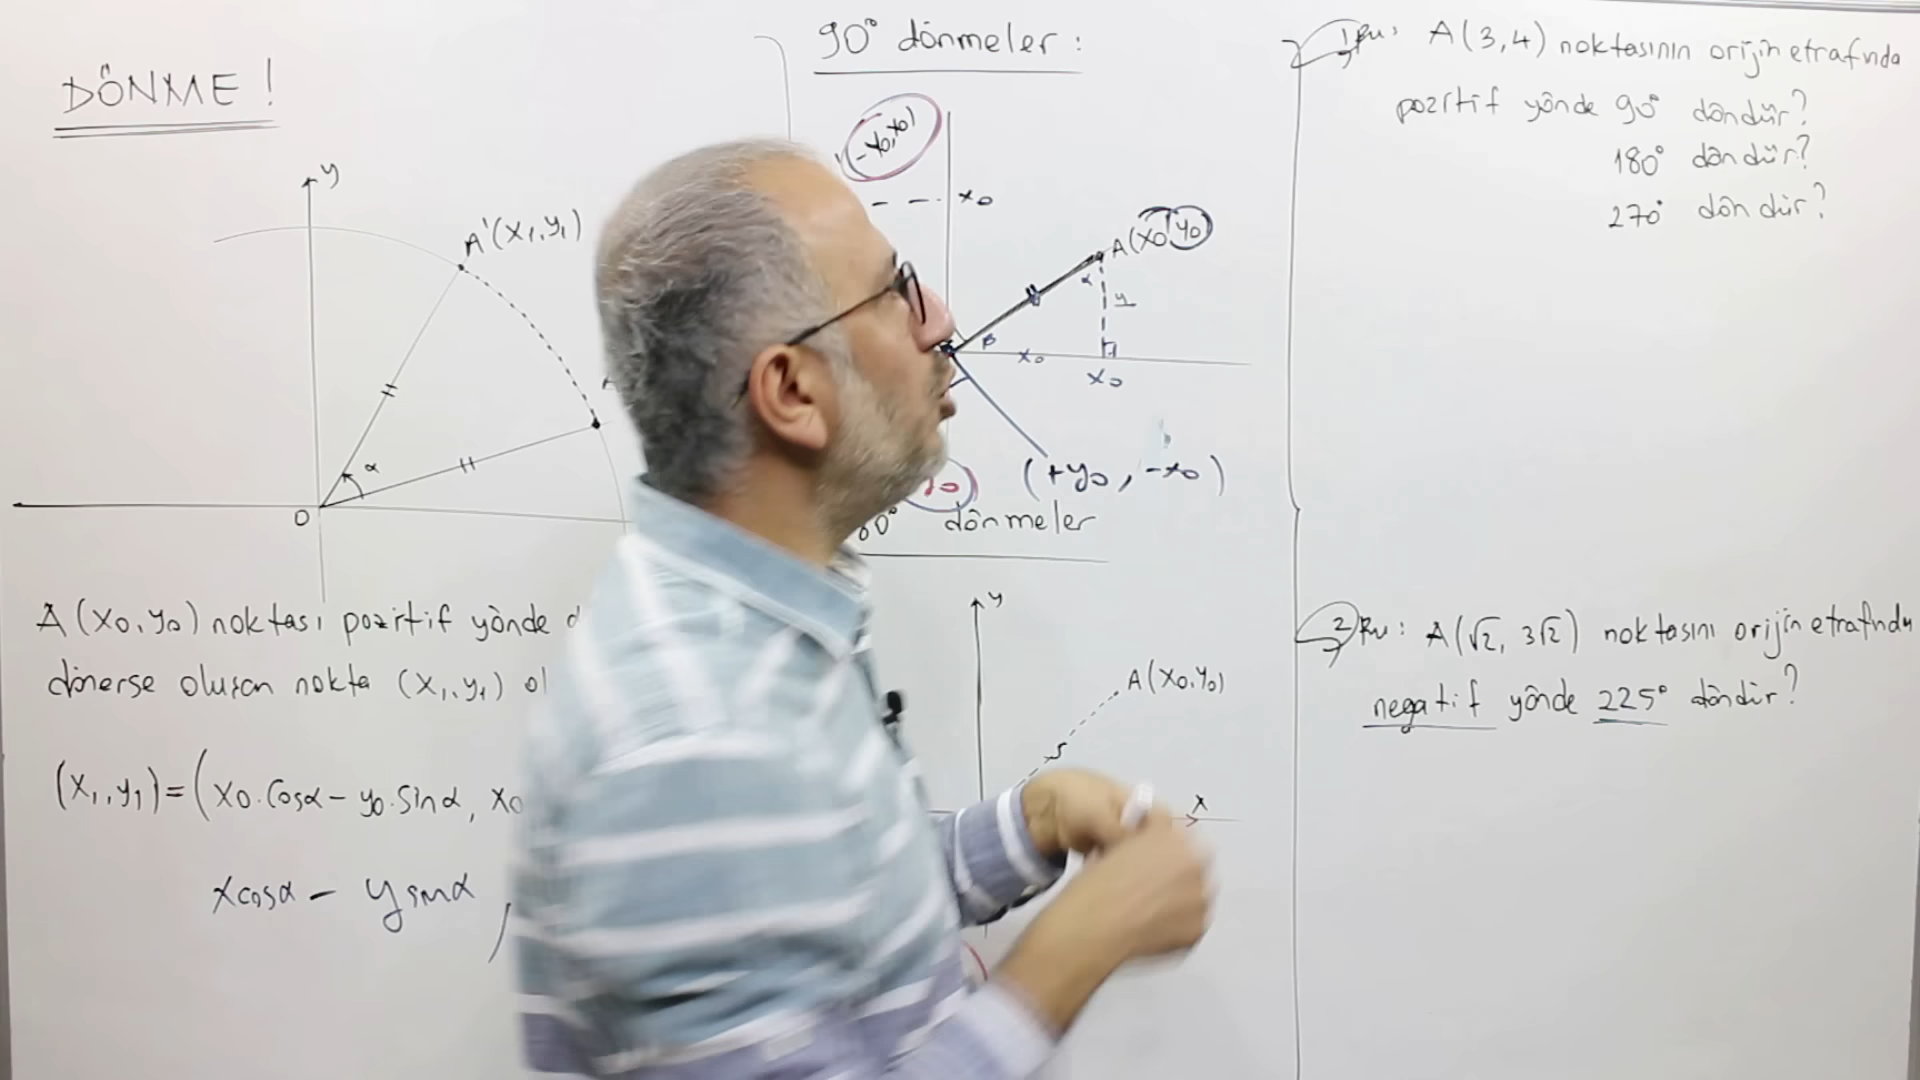 DÖNME !
y
A'(x₁,y₁)
α
O
A(x₀,y₀) noktası pozitif yönde
dönerse oluşan nokta (x₁,y₁)
(x₁,y₁)=(x₀.cosα - y₀.sinα, x₀
xcosα - ysinα ,
90° dönmeler :
(-y₀,x₀)
x₀
A(x₀ y₀)
α
y
β
x₀
x₀
(+y₀, -x₀)
dönmeler
y
A(x₀,y₀)
x
1) A(3,4) noktasının orijin etrafında
pozitif yönde 90° döndür?
180° döndür?
270° döndür?
2) A(√2, 3√2) noktasını orijin etrafında
negatif yönde 225° döndür?